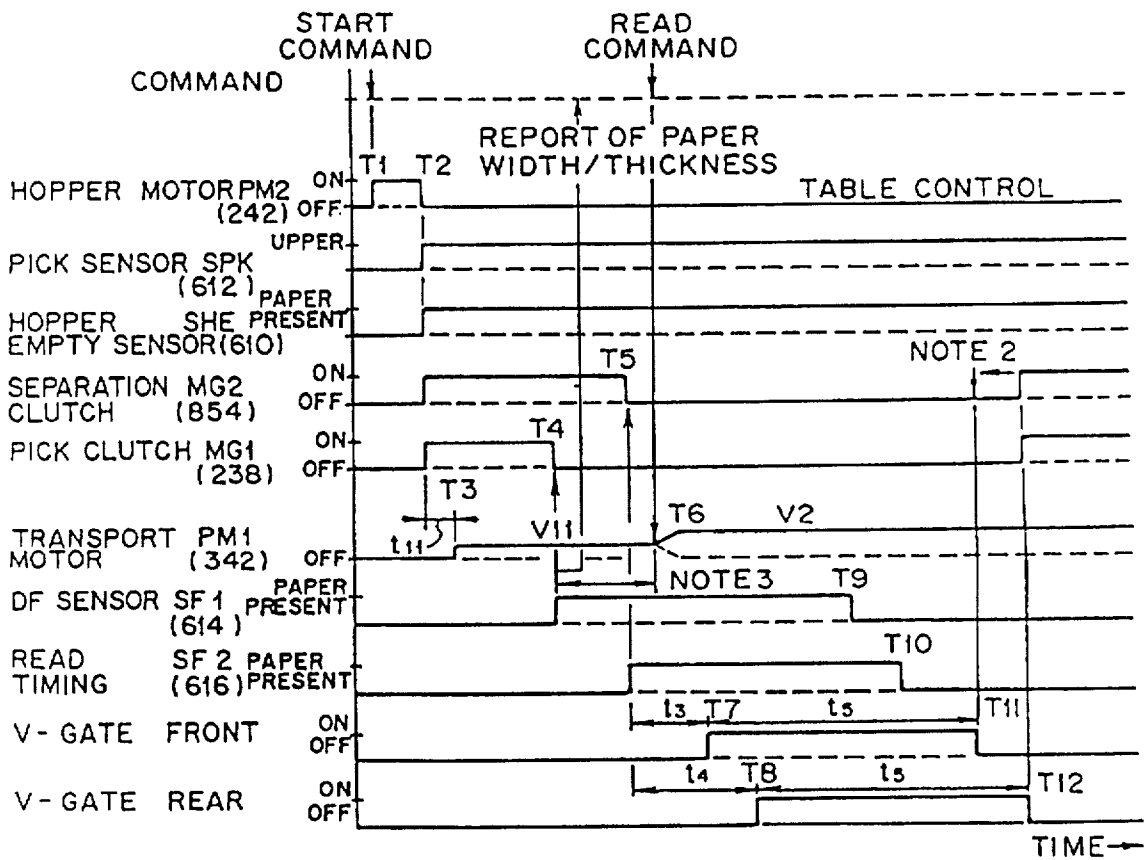 START COMMAND
READ COMMAND
COMMAND
REPORT OF PAPER
WIDTH/THICKNESS
T1 T2
HOPPER MOTOR PM2 ON
(242) OFF
TABLE CONTROL
UPPER
PICK SENSOR SPK
(612)
PAPER
HOPPER SHE PRESENT
EMPTY SENSOR (610)
T5
NOTE 2
SEPARATION MG2 ON
CLUTCH (854) OFF
T4
PICK CLUTCH MG1 ON
(238) OFF
T3
t11
V11
T6
V2
TRANSPORT PM1
MOTOR (342) OFF
NOTE 3
T9
DF SENSOR SF1 PAPER PRESENT
(614)
T10
READ SF2 PAPER
TIMING (616) PRESENT
t3 T7 t5 T11
V-GATE FRONT ON
OFF
t4 T8 t5 T12
V-GATE REAR ON
OFF
TIME